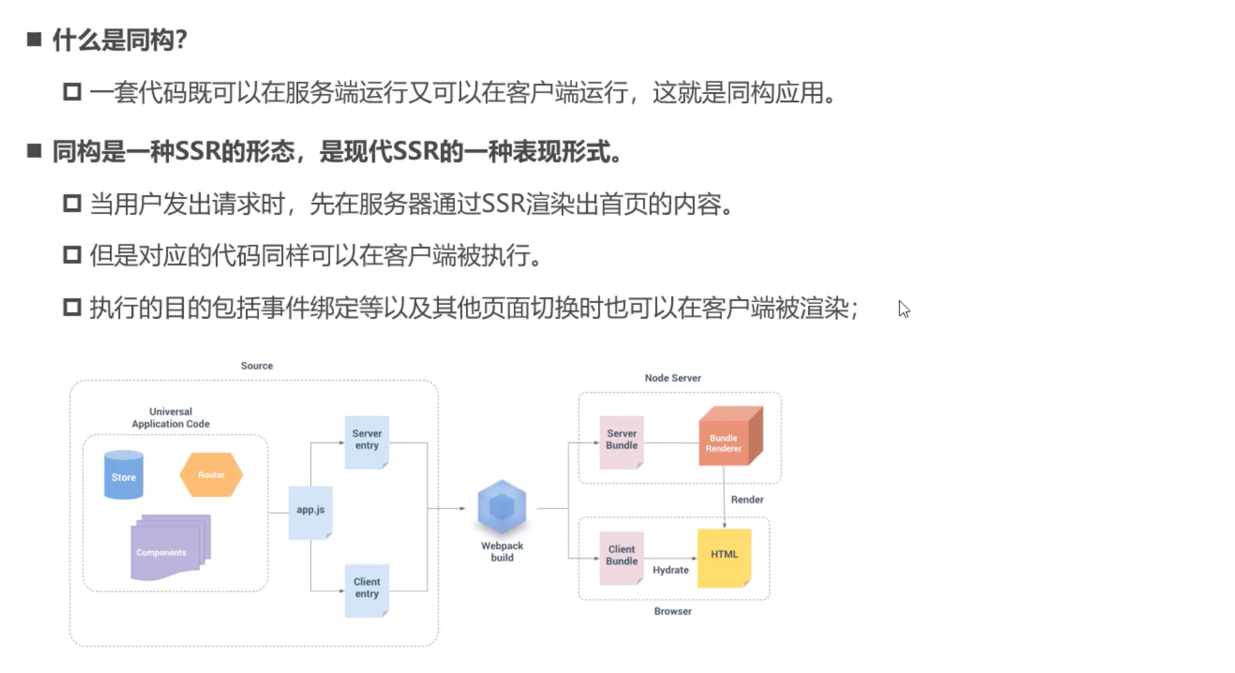 什么是同构?
一套代码既可以在服务端运行又可以在客户端运行，这就是同构应用。
同构是一种SSR的形态，是现代SSR的一种表现形式。
当用户发出请求时，先在服务器通过SSR渲染出首页的内容。
但是对应的代码同样可以在客户端被执行。
执行的目的包括事件绑定等以及其他页面切换时也可以在客户端被渲染；
Source
Universal
Application Code
Store
Router
Components
app.js
Server
entry
Client
entry
Webpack
build
Node Server
Server
Bundle
Bundle
Renderer
Render
Client
Bundle
Hydrate
HTML
Browser